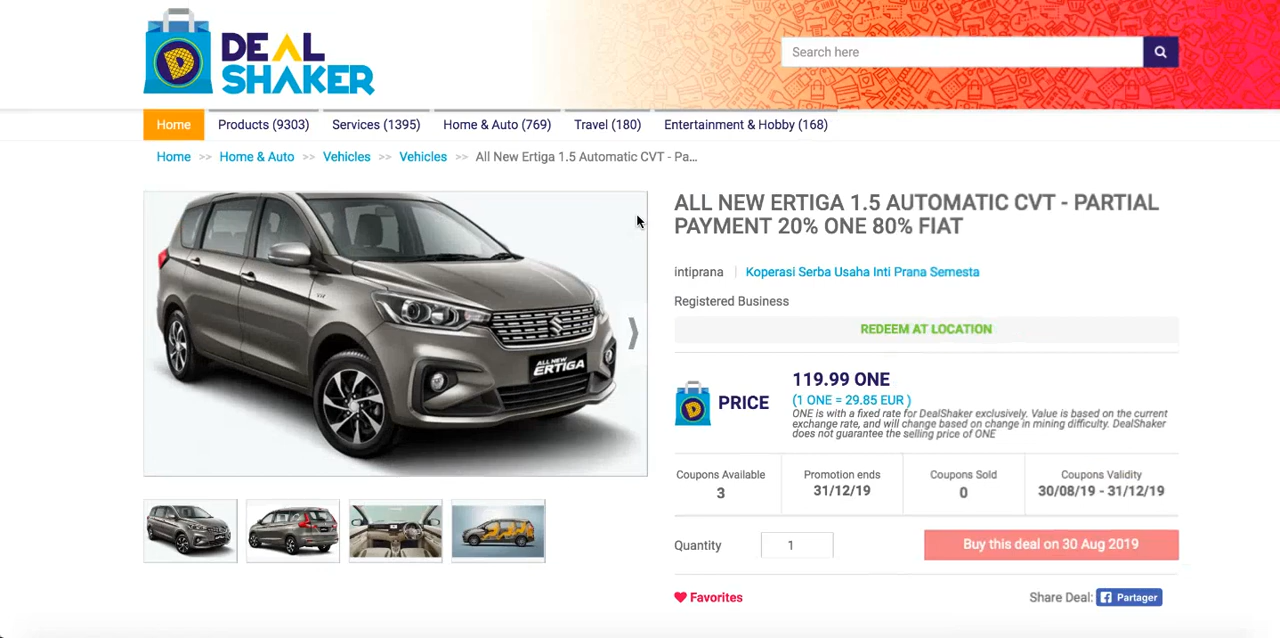 DEAL
SHAKER
Search here
Home
Products (9303)
Services (1395)
Home & Auto (769)
Travel (180)
Entertainment & Hobby (168)
Home >> Home & Auto >> Vehicles >> Vehicles >> All New Ertiga 1.5 Automatic CVT - Pa...
ALL NEW
ERTIGA
ALL NEW ERTIGA 1.5 AUTOMATIC CVT - PARTIAL
PAYMENT 20% ONE 80% FIAT
intiprana | Koperasi Serba Usaha Inti Prana Semesta
Registered Business
REDEEM AT LOCATION
PRICE
119.99 ONE
(1 ONE = 29.85 EUR )
ONE is with a fixed rate for DealShaker exclusively. Value is based on the current
exchange rate, and will change based on change in mining difficulty. DealShaker
does not guarantee the selling price of ONE
Coupons Available
3
Promotion ends
31/12/19
Coupons Sold
0
Coupons Validity
30/08/19 - 31/12/19
Quantity
1
Buy this deal on 30 Aug 2019
Favorites
Share Deal:
Partager